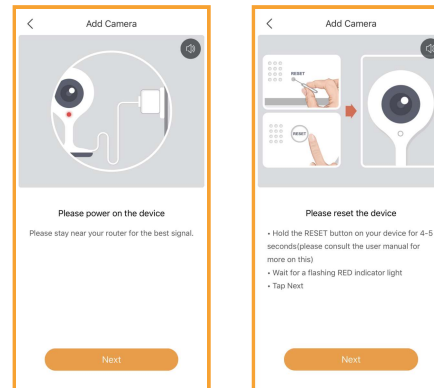 Add Camera
Please power on the device
Please stay near your router for the best signal.
Next
Add Camera
RESET
RESET
Please reset the device
• Hold the RESET button on your device for 4-5
seconds(please consult the user manual for
more on this)
• Wait for a flashing RED indicator light
• Tap Next
Next